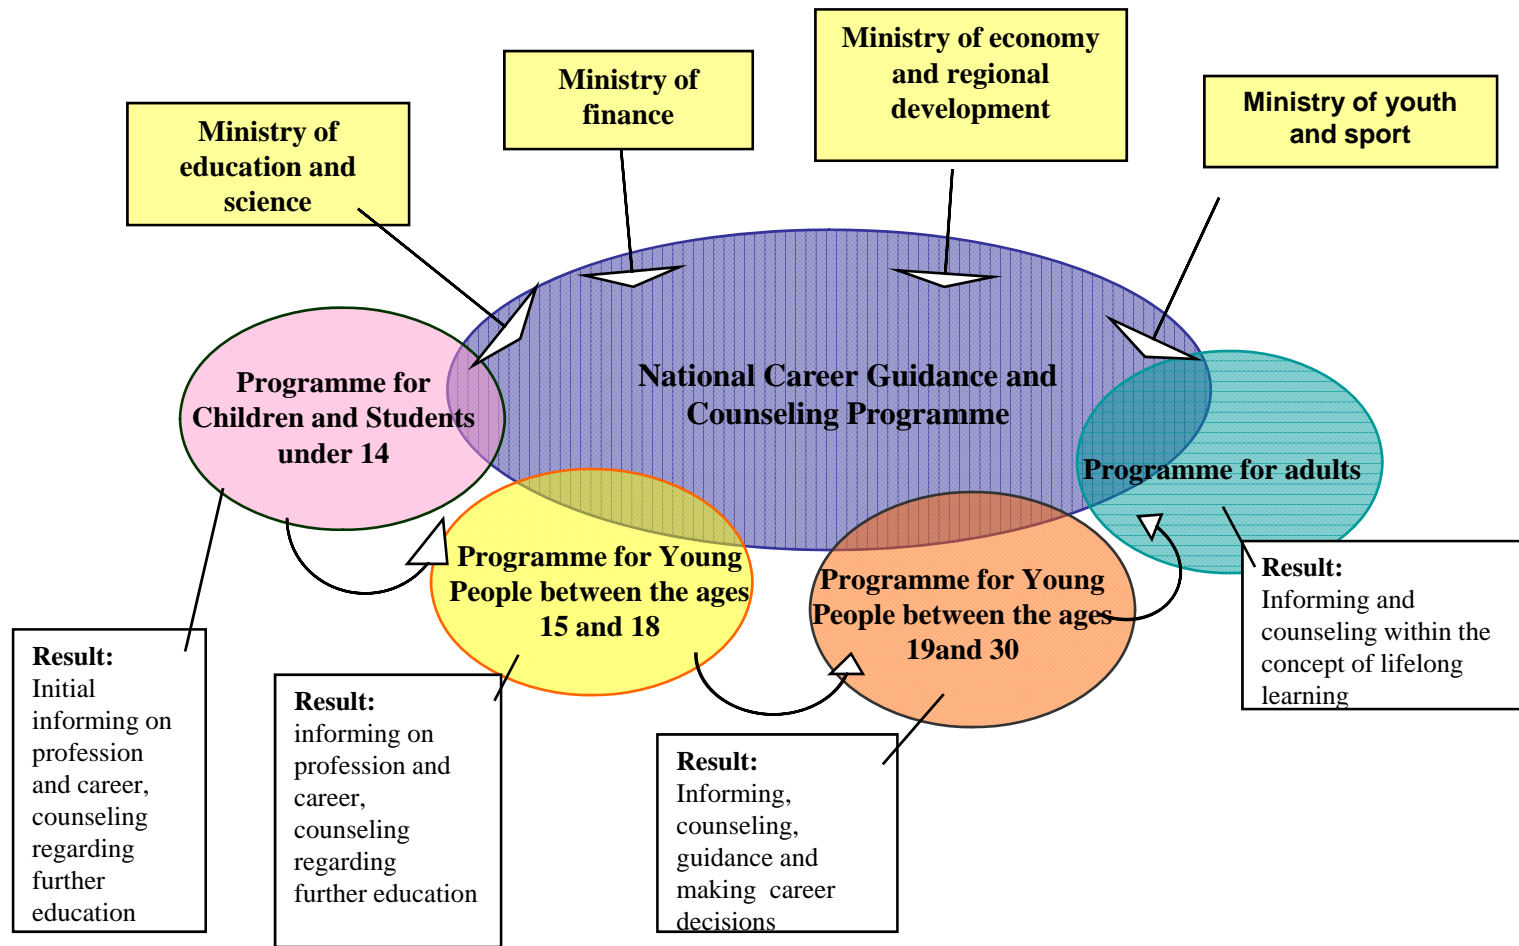 Ministry of
education and
science
Ministry of
finance
Ministry of economy
and regional
development
Ministry of youth
and sport
National Career Guidance and
Counseling Programme
Programme for
Children and Students
under 14
Programme for Young
People between the ages
15 and 18
Programme for Young
People between the ages
19and 30
Programme for adults
Result:
Initial
informing on
profession
and career,
counseling
regarding
further
education
Result:
informing on
profession and
career,
counseling
regarding
further education
Result:
Informing,
counseling,
guidance and
making career
decisions
Result:
Informing and
counseling within the
concept of lifelong
learning